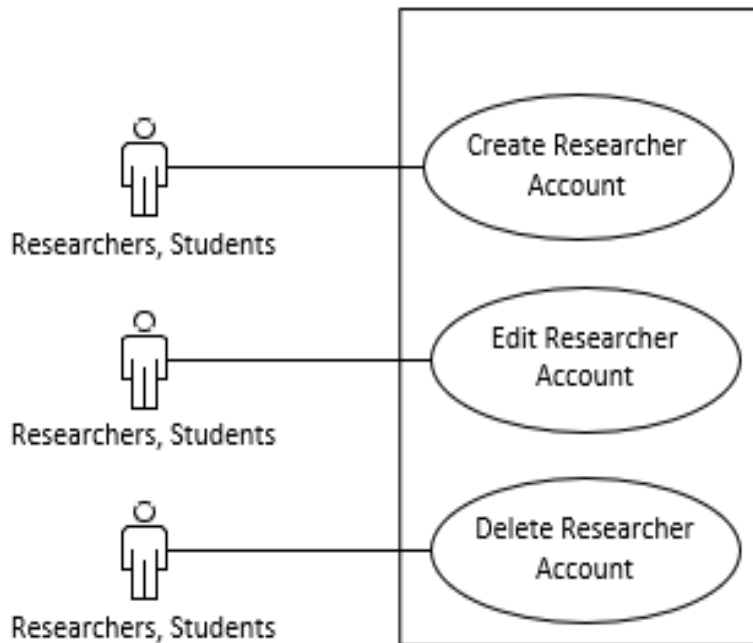 Create Researcher
Account
Researchers, Students
Edit Researcher
Account
Researchers, Students
Delete Researcher
Account
Researchers, Students